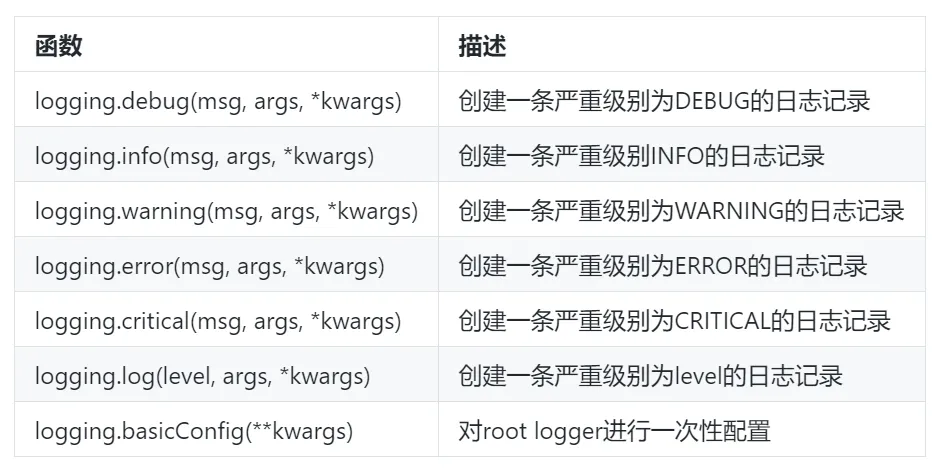 函数 描述
logging.debug(msg, args, *kwargs) 创建一条严重级别为DEBUG的日志记录
logging.info(msg, args, *kwargs) 创建一条严重级别INFO的日志记录
logging.warning(msg, args, *kwargs) 创建一条严重级别为WARNING的日志记录
logging.error(msg, args, *kwargs) 创建一条严重级别为ERROR的日志记录
logging.critical(msg, args, *kwargs) 创建一条严重级别为CRITICAL的日志记录
logging.log(level, args, *kwargs) 创建一条严重级别为level的日志记录
logging.basicConfig(**kwargs) 对root logger进行一次性配置